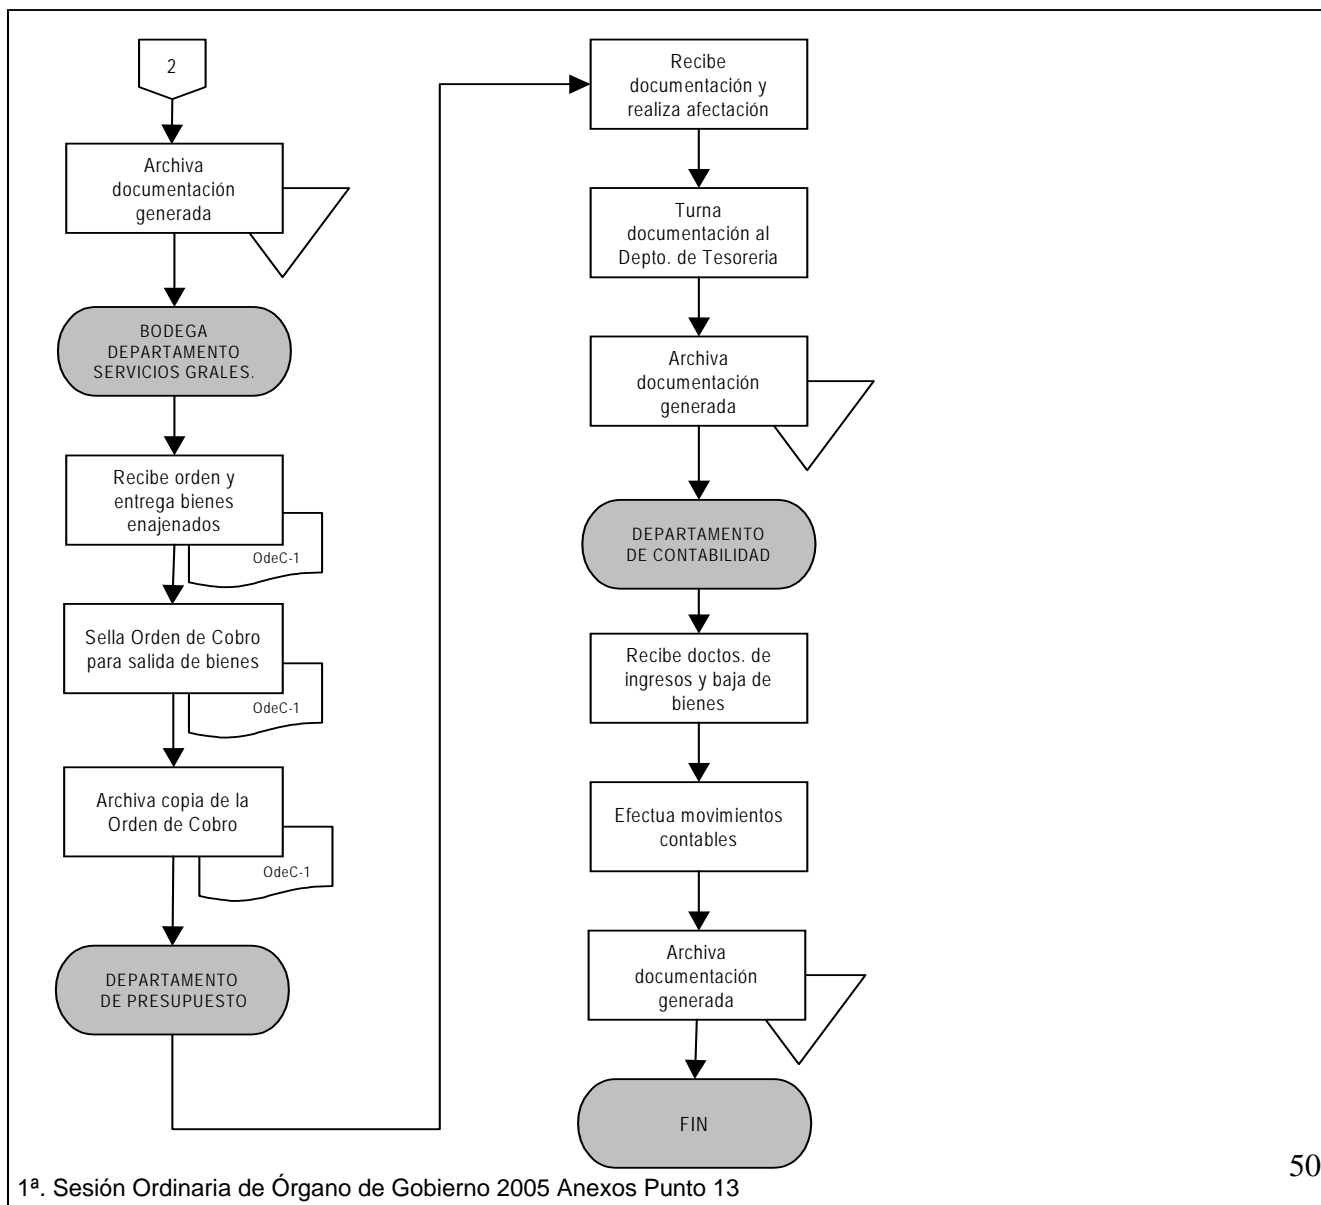 2
Archiva
documentación
generada
BODEGA
DEPARTAMENTO
SERVICIOS GRALES.
Recibe orden y
entrega bienes
enajenados
OdeC-1
Sella Orden de Cobro
para salida de bienes
OdeC-1
Archiva copia de la
Orden de Cobro
OdeC-1
DEPARTAMENTO
DE PRESUPUESTO
Recibe
documentación y
realiza afectación
Turna
documentación al
Depto. de Tesoreria
Archiva
documentación
generada
DEPARTAMENTO
DE CONTABILIDAD
Recibe doctos. de
ingresos y baja de
bienes
Efectua movimientos
contables
Archiva
documentación
generada
FIN
50
1ª. Sesión Ordinaria de Órgano de Gobierno 2005 Anexos Punto 13